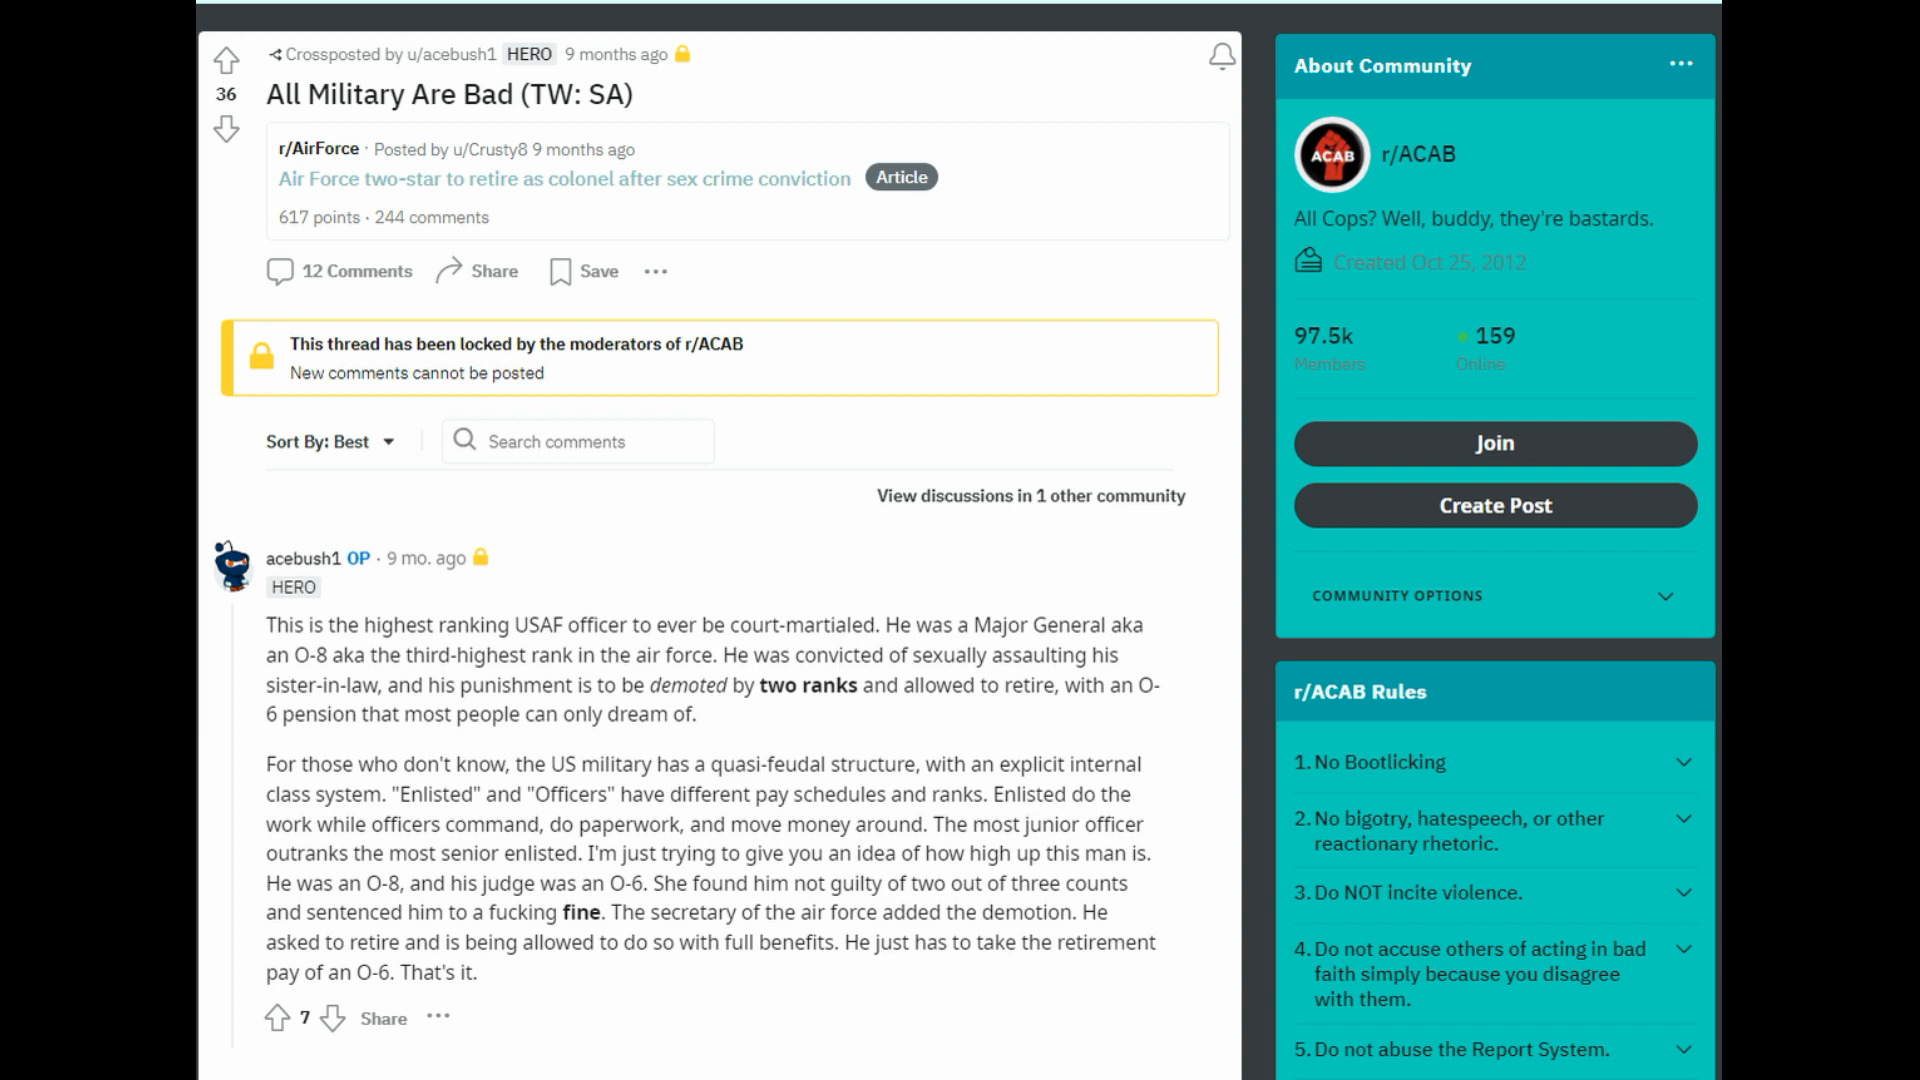 Crossposted by u/acebush1 HERO 9 months ago
36
All Military Are Bad (TW: SA)
r/AirForce · Posted by u/Crusty8 9 months ago
Air Force two-star to retire as colonel after sex crime conviction Article
617 points · 244 comments
12 Comments Share Save ...
This thread has been locked by the moderators of r/ACAB
New comments cannot be posted
Sort By: Best Search comments
View discussions in 1 other community
acebush1 OP · 9 mo. ago
HERO
This is the highest ranking USAF officer to ever be court-martialed. He was a Major General aka
an O-8 aka the third-highest rank in the air force. He was convicted of sexually assaulting his
sister-in-law, and his punishment is to be demoted by two ranks and allowed to retire, with an O-
6 pension that most people can only dream of.
For those who don't know, the US military has a quasi-feudal structure, with an explicit internal
class system. "Enlisted" and "Officers" have different pay schedules and ranks. Enlisted do the
work while officers command, do paperwork, and move money around. The most junior officer
outranks the most senior enlisted. I'm just trying to give you an idea of how high up this man is.
He was an O-8, and his judge was an O-6. She found him not guilty of two out of three counts
and sentenced him to a fucking fine. The secretary of the air force added the demotion. He
asked to retire and is being allowed to do so with full benefits. He just has to take the retirement
pay of an O-6. That's it.
7 Share ...
About Community ...
ACAB r/ACAB
All Cops? Well, buddy, they're bastards.
Created Oct 25, 2012
97.5k 159
Members Online
Join
Create Post
COMMUNITY OPTIONS
r/ACAB Rules
1. No Bootlicking
2. No bigotry, hatespeech, or other
reactionary rhetoric.
3. Do NOT incite violence.
4. Do not accuse others of acting in bad
faith simply because you disagree
with them.
5. Do not abuse the Report System.